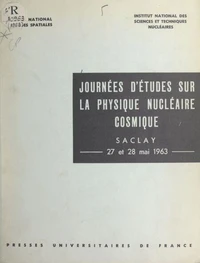 R
NATIONAL
SPATIALES
INSTITUT NATIONAL DES
SCIENCES ET TECHNIQUES
NUCLÉAIRES
JOURNÉES D'ÉTUDES SUR
LA PHYSIQUE NUCLÉAIRE
COSMIQUE
SACLAY
27 et 28 mai 1963
PRESSES UNIVERSITAIRES DE FRANCE